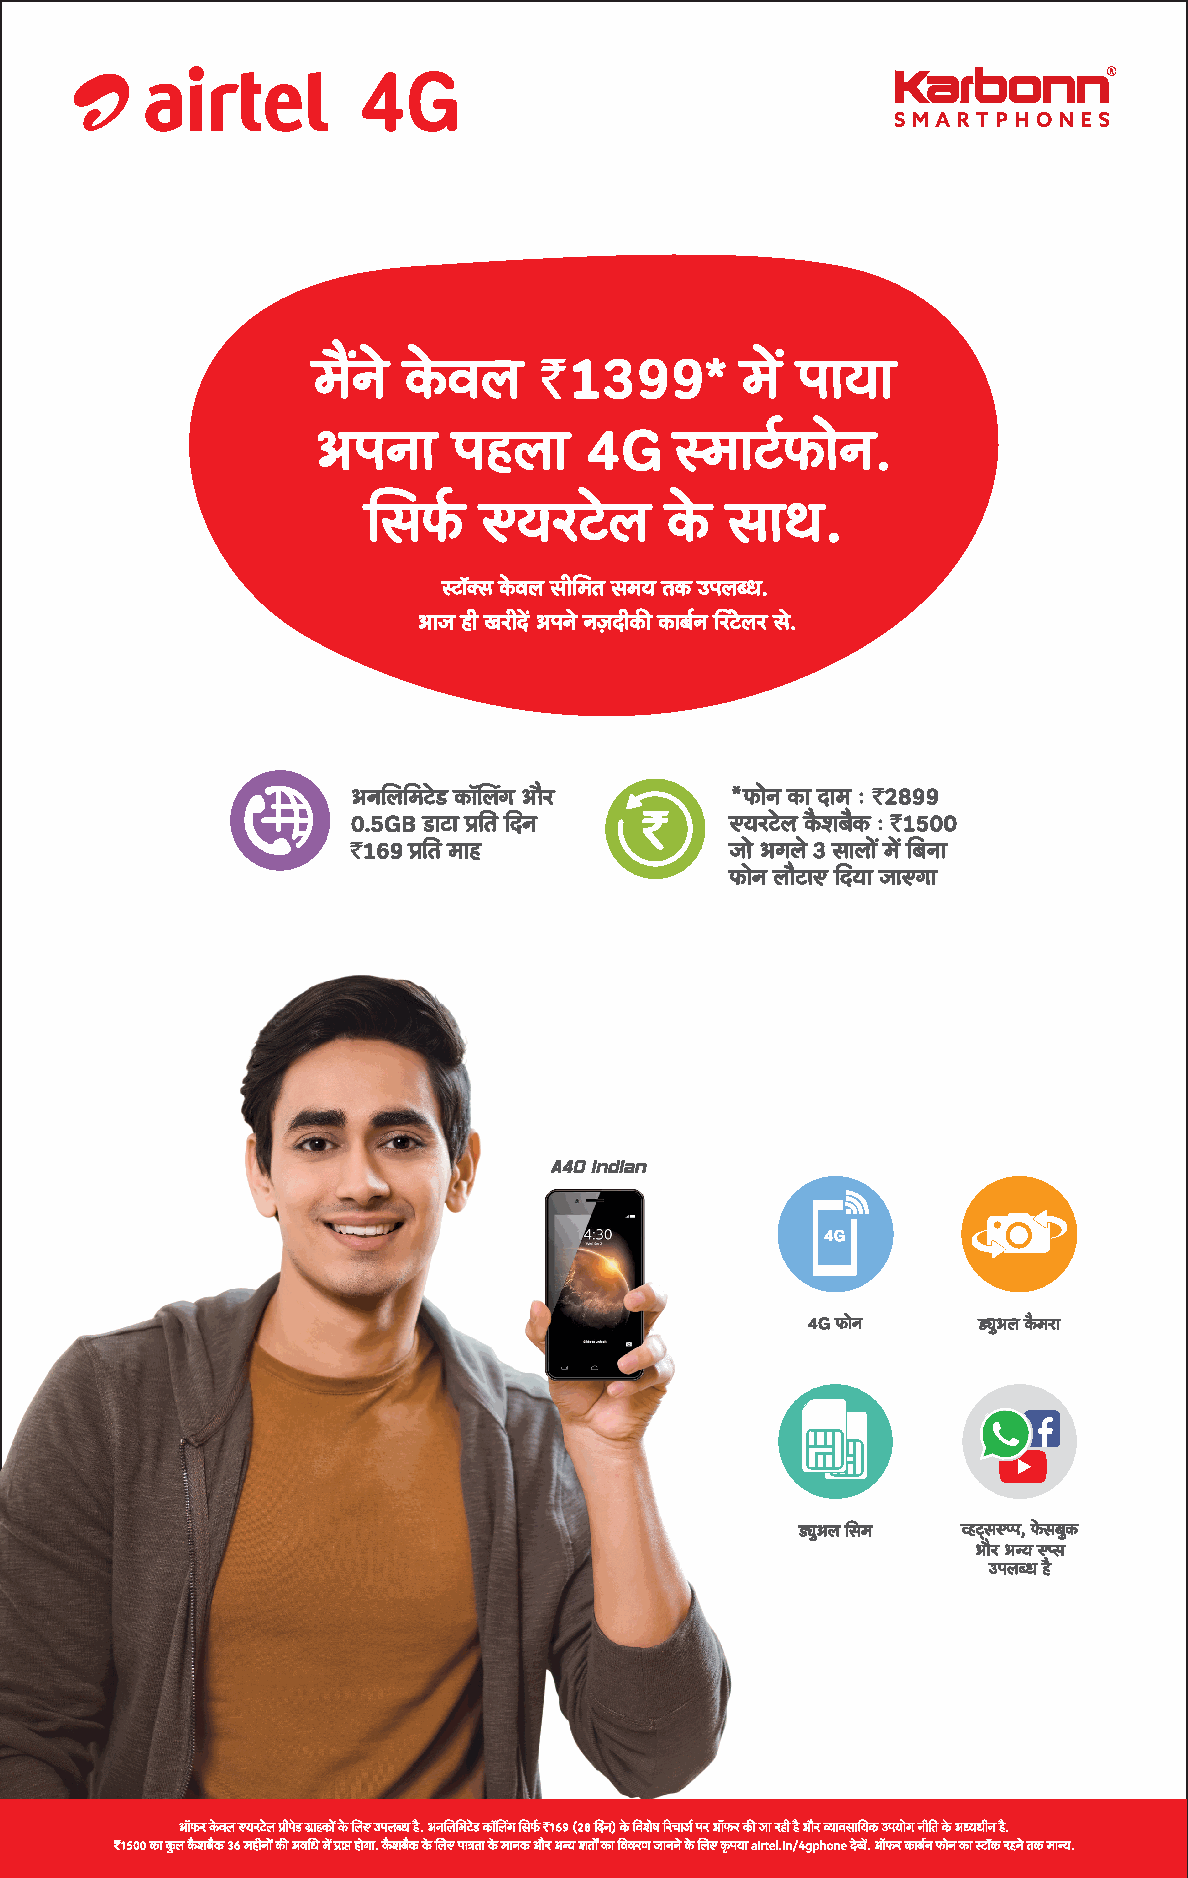 airtel 4G
Karbonn®
SMARTPHONES
मैंने केवल ₹1399* में पाया
अपना पहला 4G स्मार्टफोन.
सिर्फ एयरटेल के साथ.
स्टॉक्स केवल सीमित समय तक उपलब्ध.
आज ही खरीदें अपने नज़दीकी कार्बन रिटेलर से.
अनलिमिटेड कॉलिंग और
0.5GB डाटा प्रति दिन
₹169 प्रति माह
*फोन का दाम : ₹2899
एयरटेल कैशबैक : ₹1500
जो अगले 3 सालों में बिना
फोन लौटाए दिया जाएगा
A40 Indian
4:30
4G
4G फोन
ड्युअल कैमरा
ड्युअल सिम
व्हट्सएप्प, फेसबुक
और अन्य एप्स
उपलब्ध है
ऑफर केवल एयरटेल प्रीपेड ग्राहकों के लिए उपलब्ध है. अनलिमिटेड कॉलिंग सिर्फ ₹169 (28 दिन) के विशेष रिचार्ज पर ऑफर की जा रही है और व्यावसायिक उपयोग नीति के अध्यधीन है.
₹1500 का कुल कैशबैक 36 महीनों की अवधि में प्राप्त होगा. कैशबैक के लिए पात्रता के मानक और अन्य शर्तों का विवरण जानने के लिए कृपया airtel.in/4gphone देखें. ऑफर कार्बन फोन का स्टॉक रहने तक मान्य.